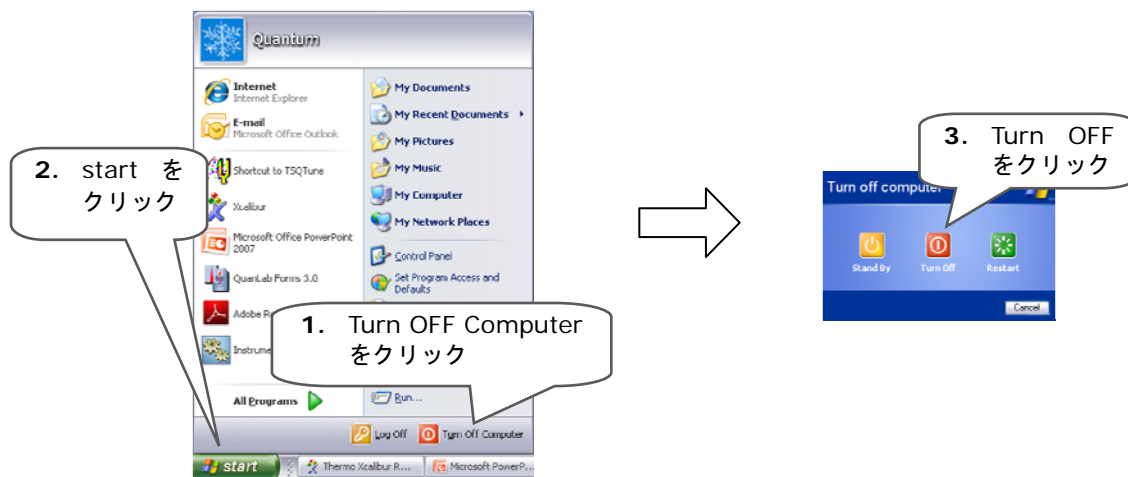 Quantum
Internet
Internet Explorer
E-mail
Microsoft Office Outlook
Shortcut to TSQTune
Xcalibur
Microsoft Office PowerPoint
2007
QuanLab Forms 3.0
Adobe R
Instrume
All Programs
My Documents
My Recent Documents
My Pictures
My Music
My Computer
My Network Places
Control Panel
Set Program Access and
Defaults
Run...
Log Off
Turn Off Computer
start
Thermo Xcalibur R...
Microsoft PowerP...
2. start を
クリック
1. Turn OFF Computer
をクリック
3. Turn OFF
をクリック
Turn off computer
Stand By
Turn Off
Restart
Cancel